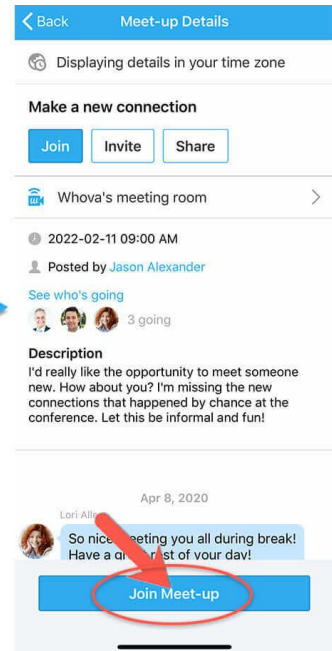 Back
Meet-up Details
Displaying details in your time zone
Make a new connection
Join
Invite
Share
Whova's meeting room
2022-02-11 09:00 AM
Posted by Jason Alexander
See who's going
3 going
Description
I'd really like the opportunity to meet someone
new. How about you? I'm missing the new
connections that happened by chance at the
conference. Let this be informal and fun!
Apr 8, 2020
Lori
So nice meeting you all during break!
Have a rest of your day!
Join Meet-up